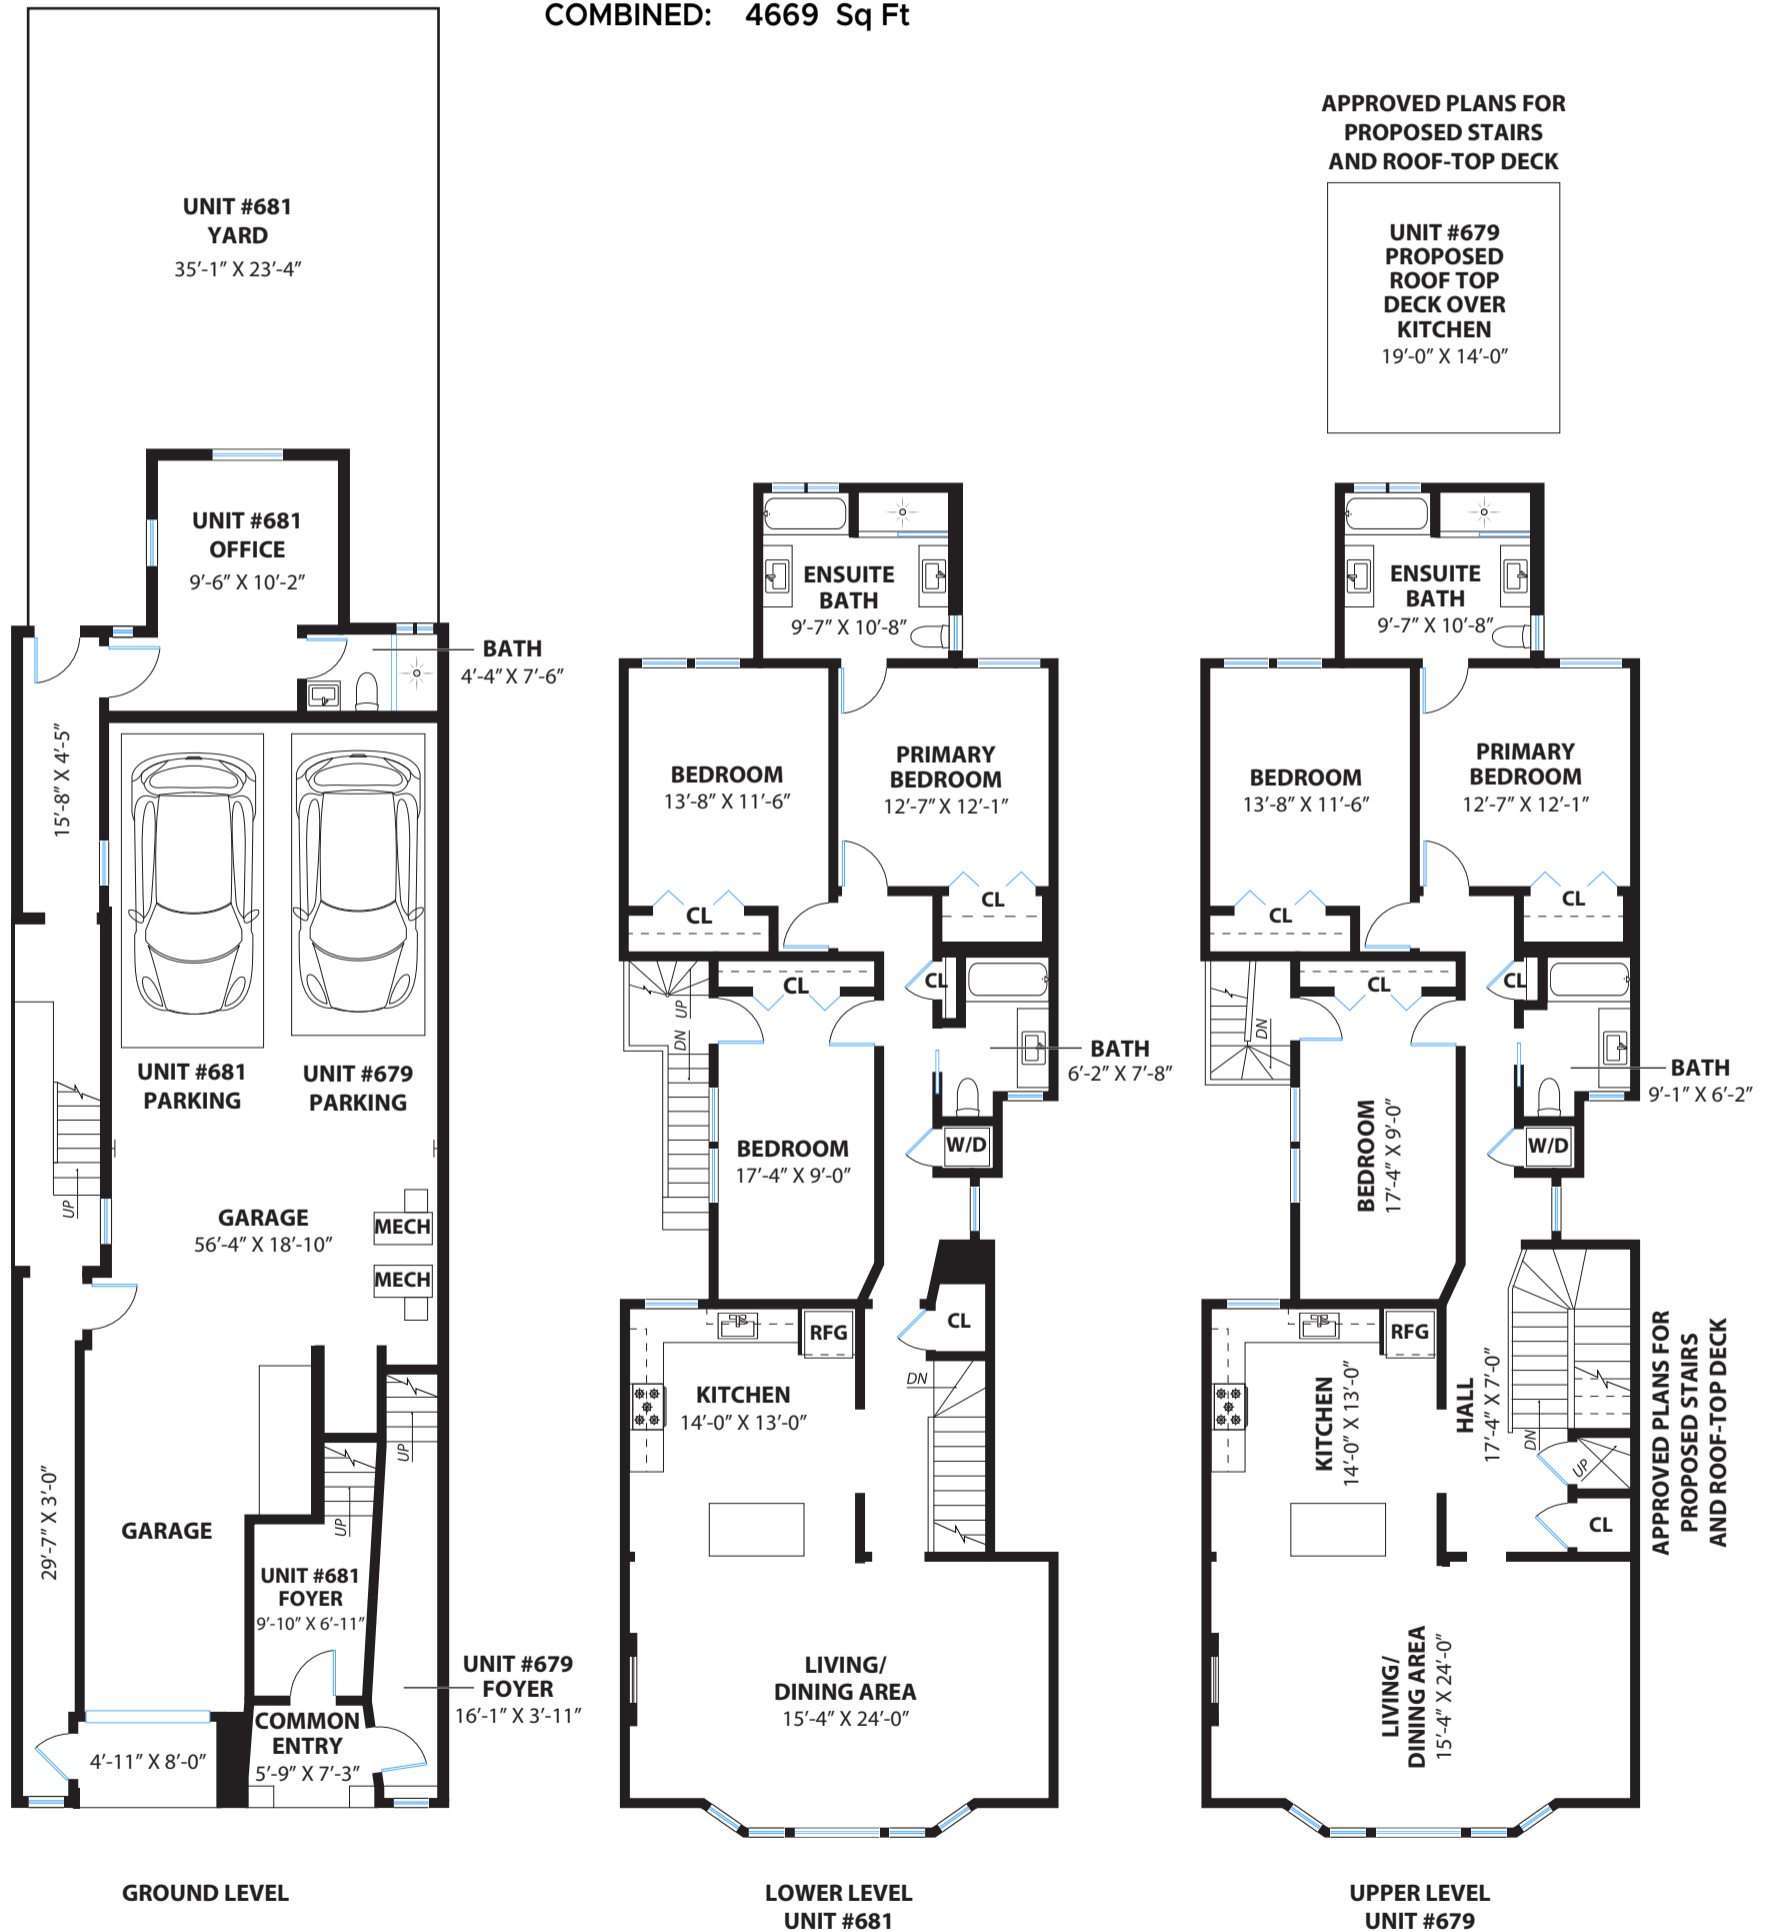 COMBINED: 4669 Sq Ft
UNIT #681
YARD
35'-1" X 23'-4"
UNIT #681
OFFICE
9'-6" X 10'-2"
BATH
4'-4" X 7'-6"
15'-8" X 4'-5"
UNIT #681
PARKING
UNIT #679
PARKING
UP
GARAGE
56'-4" X 18'-10"
MECH
MECH
UP
UP
29'-7" X 3'-0"
GARAGE
UNIT #681
FOYER
9'-10" X 6'-11"
UNIT #679
FOYER
16'-1" X 3'-11"
COMMON
ENTRY
5'-9" X 7'-3"
4'-11" X 8'-0"
GROUND LEVEL
ENSUITE
BATH
9'-7" X 10'-8"
BEDROOM
13'-8" X 11'-6"
PRIMARY
BEDROOM
12'-7" X 12'-1"
CL
CL
CL
CL
UP
DN
BATH
6'-2" X 7'-8"
BEDROOM
17'-4" X 9'-0"
W/D
CL
RFG
DN
KITCHEN
14'-0" X 13'-0"
LIVING/
DINING AREA
15'-4" X 24'-0"
LOWER LEVEL
UNIT #681
APPROVED PLANS FOR
PROPOSED STAIRS
AND ROOF-TOP DECK
UNIT #679
PROPOSED
ROOF TOP
DECK OVER
KITCHEN
19'-0" X 14'-0"
ENSUITE
BATH
9'-7" X 10'-8"
BEDROOM
13'-8" X 11'-6"
PRIMARY
BEDROOM
12'-7" X 12'-1"
CL
CL
CL
CL
DN
BATH
9'-1" X 6'-2"
BEDROOM
17'-4" X 9'-0"
W/D
RFG
KITCHEN
14'-0" X 13'-0"
HALL
17'-4" X 7'-0"
DN
UP
CL
APPROVED PLANS FOR
PROPOSED STAIRS
AND ROOF-TOP DECK
LIVING/
DINING AREA
15'-4" X 24'-0"
UPPER LEVEL
UNIT #679